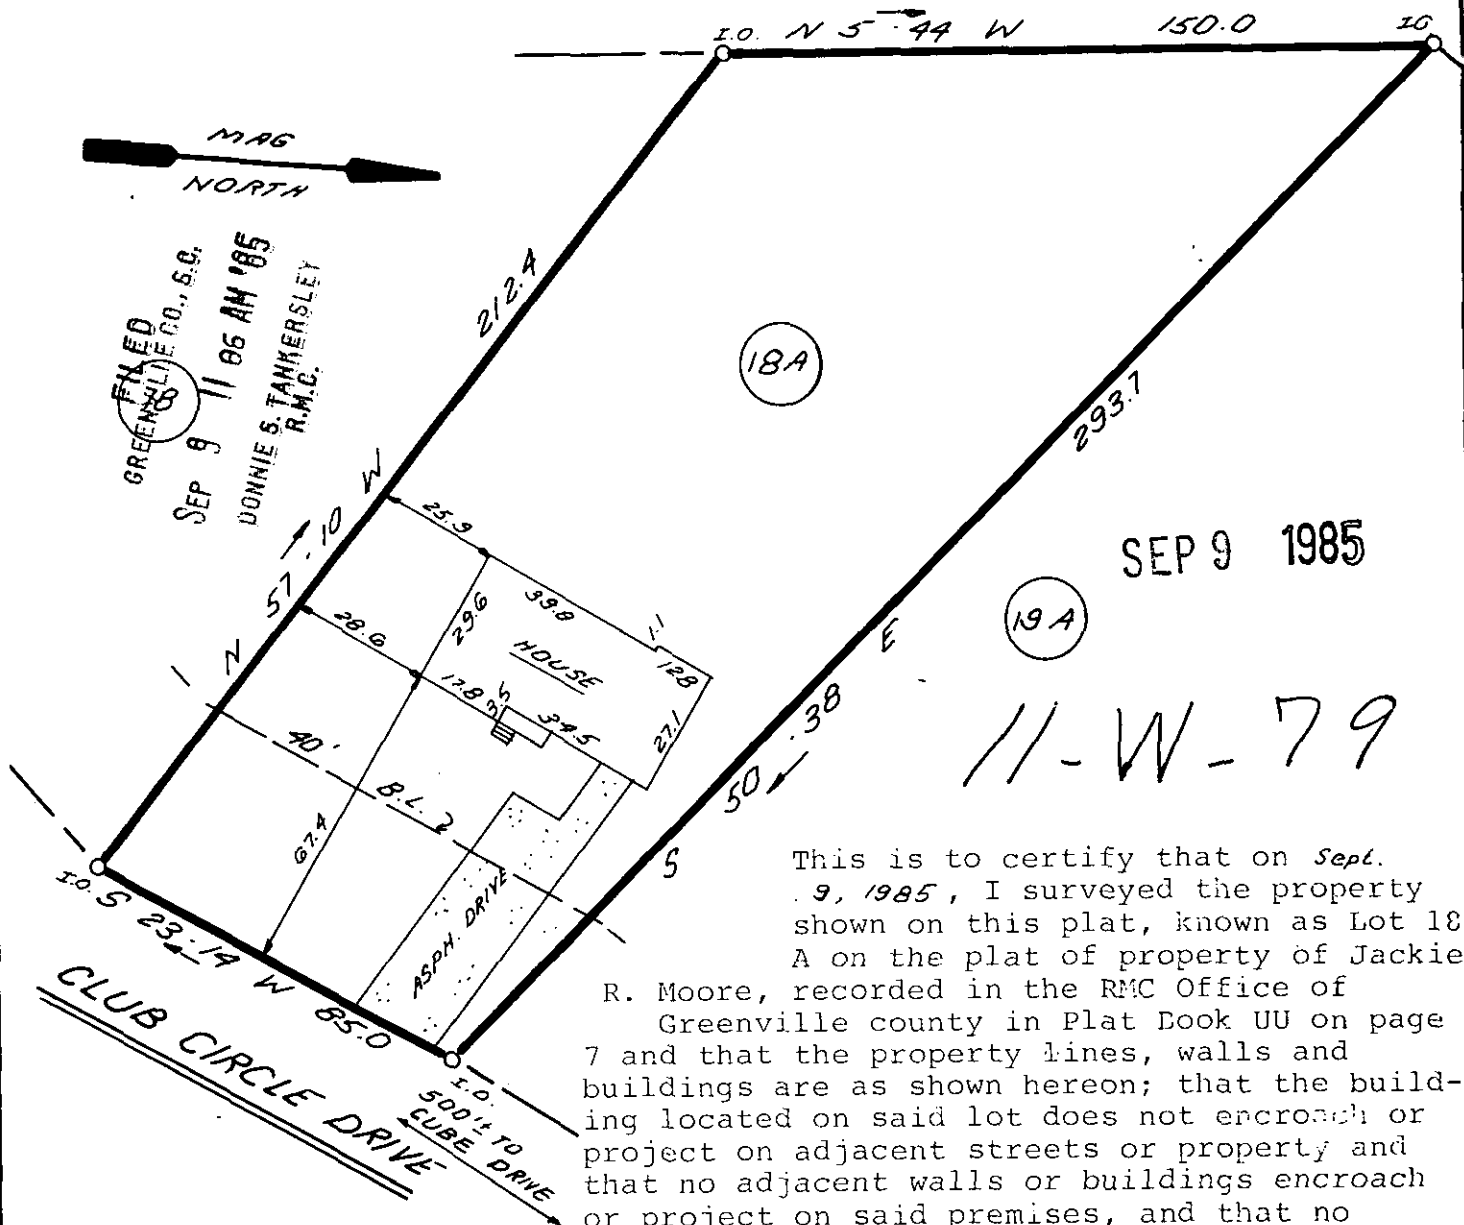 I.O. N 5·44 W 150.0 IO
MAG
NORTH
FILED
GREENVILLE CO., S.C.
SEP 9 11 06 AM '85
DONNIE S. TANKERSLEY
R.M.C.
18
212.4
N 57·10 W
18A
293.7
S 50·38 E
19A
SEP 9 1985
11-W-79
25.9
28.6
29.6
39.8
1.1
12.8
HOUSE
17.8
3.5
34.5
27.1
40' B.L.
67.4
ASPH. DRIVE
I.O. S 23·14 W 85.0
I.O.
CLUB CIRCLE DRIVE
500'± TO
CUBE DRIVE
This is to certify that on Sept.
9, 1985, I surveyed the property
shown on this plat, known as Lot 18
A on the plat of property of Jackie
R. Moore, recorded in the RMC Office of
Greenville county in Plat Book UU on page
7 and that the property lines, walls and
buildings are as shown hereon; that the build-
ing located on said lot does not encroach or
project on adjacent streets or property and
that no adjacent walls or buildings encroach
or project on said premises, and that no